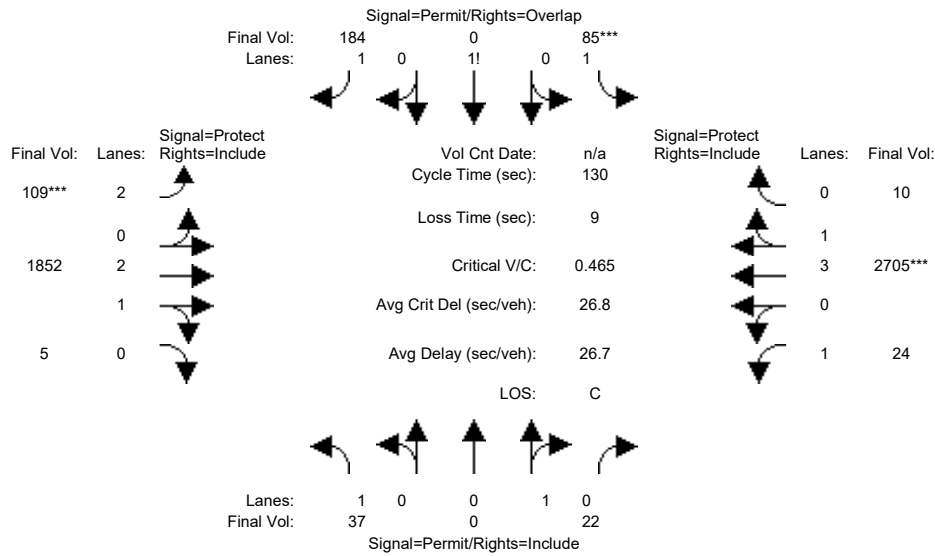 Signal=Permit/Rights=Overlap
Final Vol: 184 0 85***
Lanes: 1 0 1! 0 1
Signal=Protect
Final Vol: Lanes: Rights=Include
Vol Cnt Date: n/a
Signal=Protect
Rights=Include Lanes: Final Vol:
Cycle Time (sec): 130
109*** 2
0 10
Loss Time (sec): 9
0
1
1852 2
Critical V/C: 0.465
3 2705***
1
Avg Crit Del (sec/veh): 26.8
0
5 0
Avg Delay (sec/veh): 26.7
1 24
LOS: C
Lanes: 1 0 0 1 0
Final Vol: 37 0 22
Signal=Permit/Rights=Include